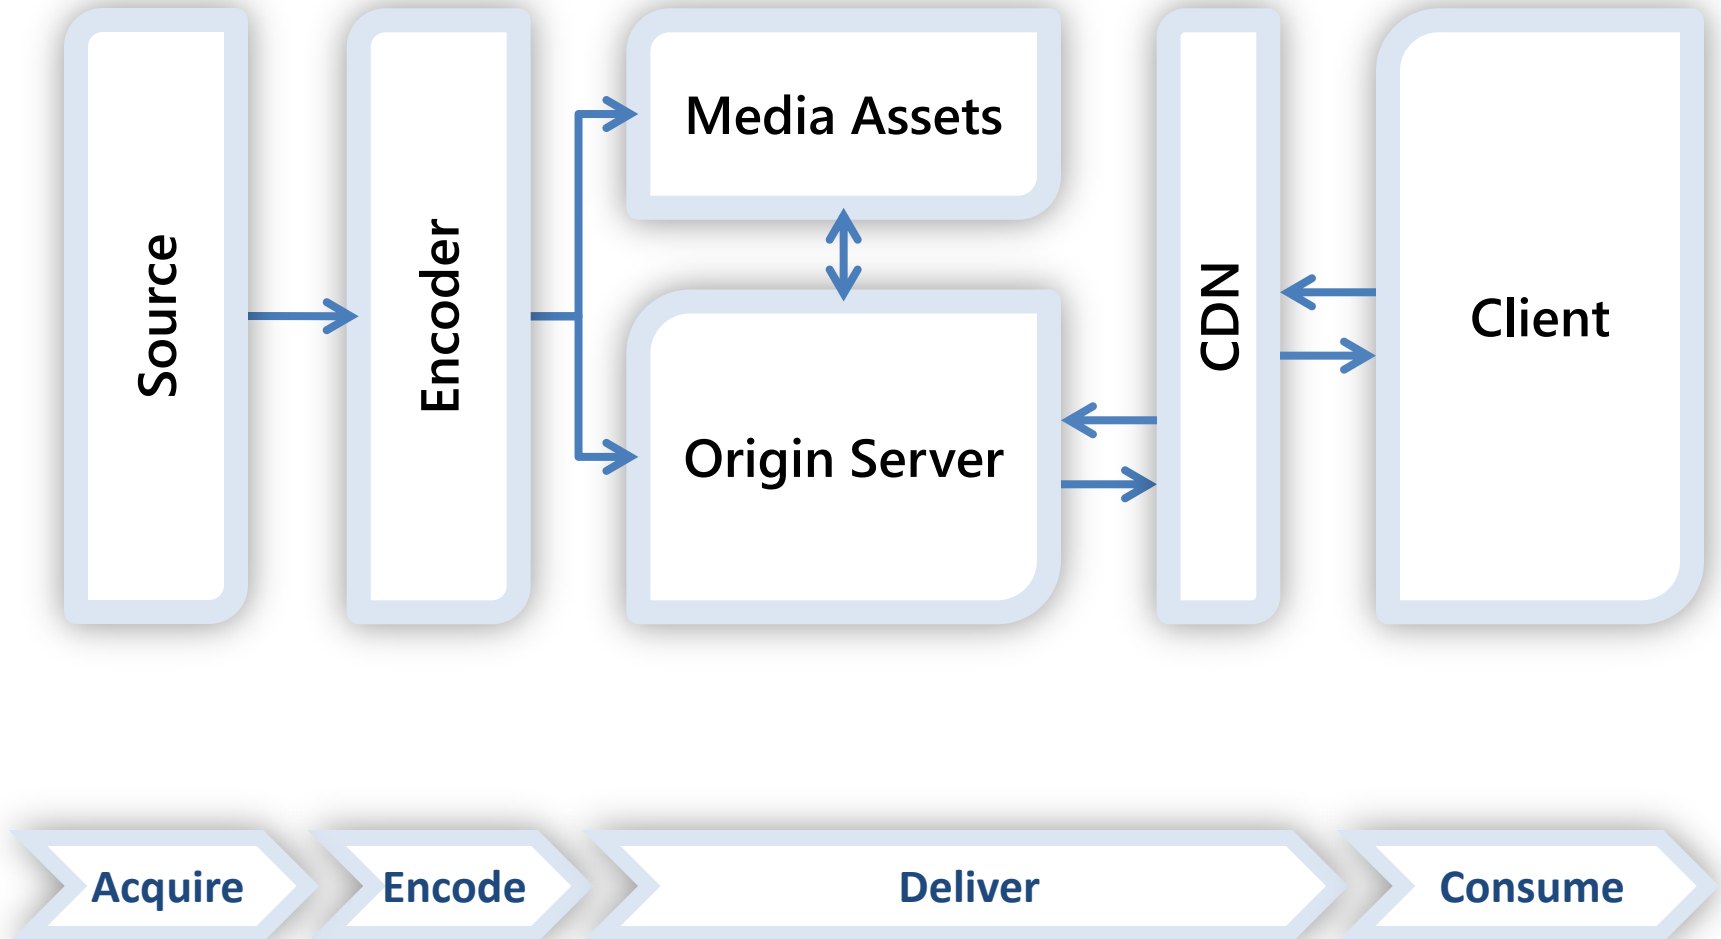 Source
Encoder
Media Assets
Origin Server
CDN
Client
Acquire
Encode
Deliver
Consume